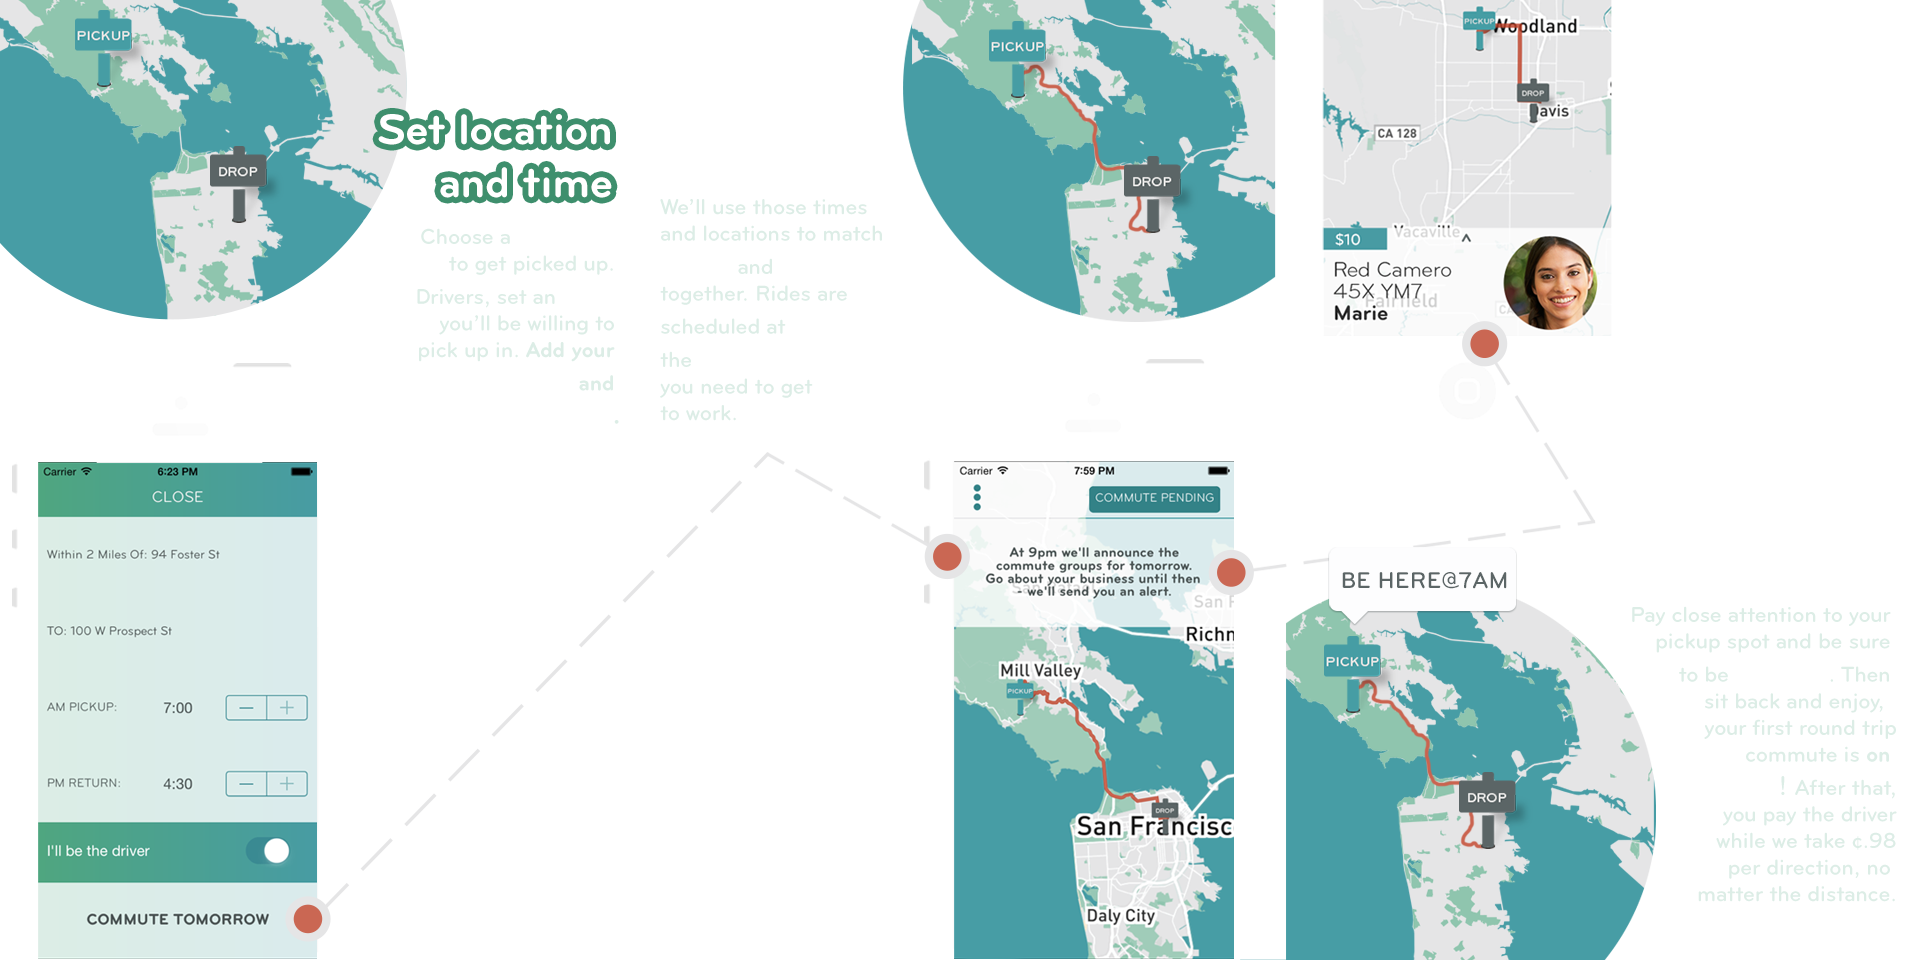 PICKUP
DROP
Set location
and time
Choose a
to get picked up.
Drivers, set an
you'll be willing to
pick up in. Add your
and
.
We'll use those times
and locations to match
and
together. Rides are
scheduled at
the
you need to get
to work.
PICKUP
DROP
PICKUP
Woodland
DROP
Davis
CA 128
Vacaville
$10
Red Camero
45X YM7
Fairfield
Marie
Carrier 6:23 PM
CLOSE
Within 2 Miles Of: 94 Foster St
TO: 100 W Prospect St
AM PICKUP: 7:00 − +
PM RETURN: 4:30 − +
I'll be the driver
COMMUTE TOMORROW
Carrier 7:59 PM
COMMUTE PENDING
At 9pm we'll announce the
commute groups for tomorrow.
Go about your business until then
- we'll send you an alert.
Richm
Mill Valley
PICKUP
DROP
San Francisc
Daly City
BE HERE@7AM
PICKUP
DROP
Pay close attention to your
pickup spot and be sure
to be . Then
sit back and enjoy,
your first round trip
commute is on
! After that,
you pay the driver
while we take c.98
per direction, no
matter the distance.